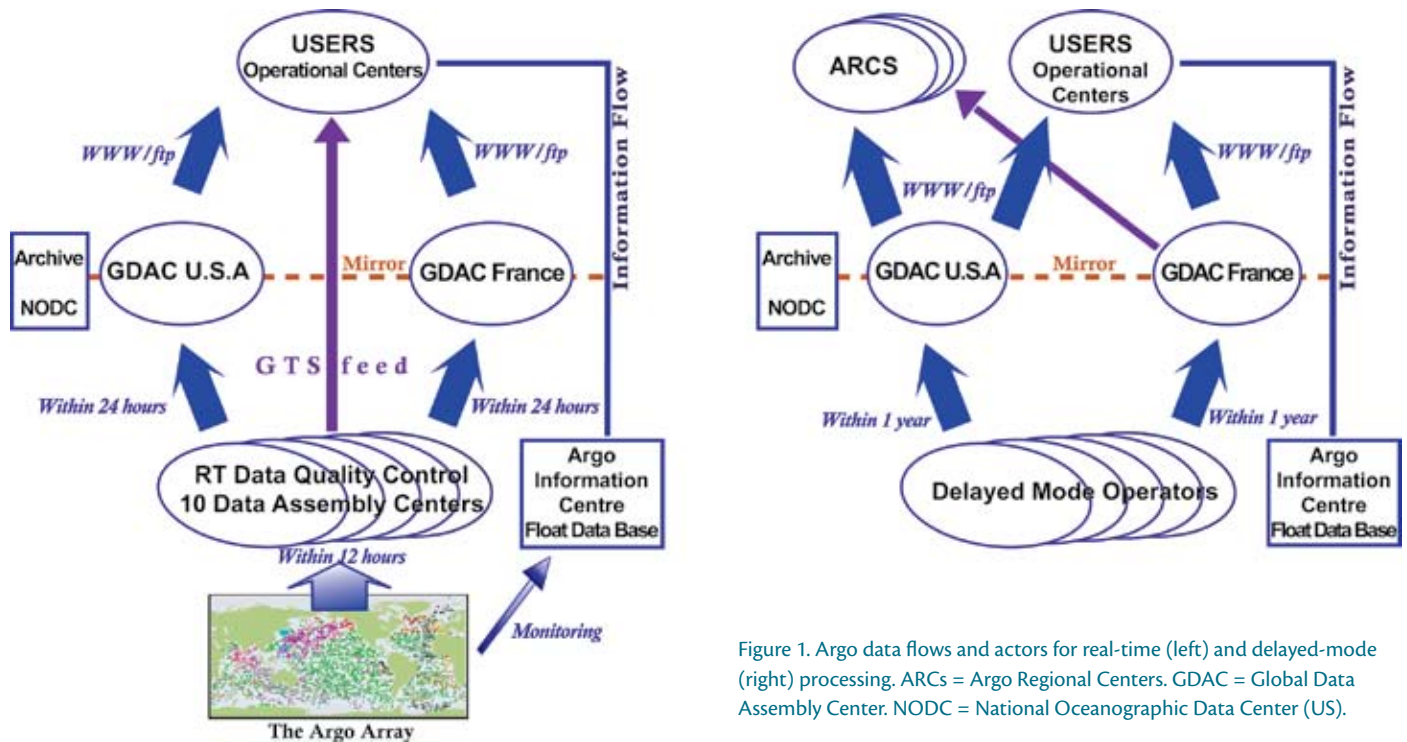 USERS
Operational Centers
WWW/ftp
WWW/ftp
Information Flow
Archive
NODC
GDAC U.S.A
Mirror
GDAC France
GTS feed
Within 24 hours
Within 24 hours
RT Data Quality Control
10 Data Assembly Centers
Within 12 hours
Argo
Information
Centre
Float Data Base
Monitoring
The Argo Array
ARCS
USERS
Operational
Centers
WWW/ftp
WWW/ftp
Information Flow
Archive
NODC
GDAC U.S.A
Mirror
GDAC France
Within 1 year
Within 1 year
Delayed Mode Operators
Argo
Information
Centre
Float Data Base
Figure 1. Argo data flows and actors for real-time (left) and delayed-mode
(right) processing. ARCs = Argo Regional Centers. GDAC = Global Data
Assembly Center. NODC = National Oceanographic Data Center (US).